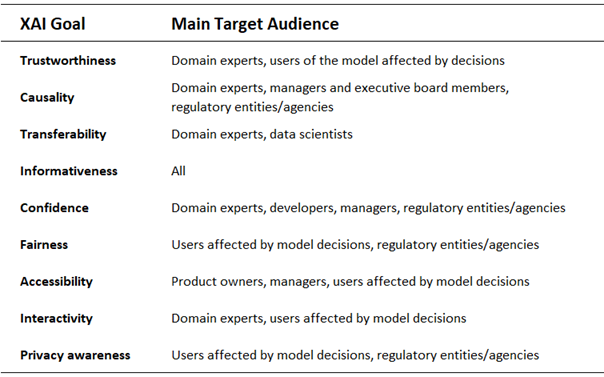 XAI Goal Main Target Audience
Trustworthiness Domain experts, users of the model affected by decisions
Causality Domain experts, managers and executive board members,
regulatory entities/agencies
Transferability Domain experts, data scientists
Informativeness All
Confidence Domain experts, developers, managers, regulatory entities/agencies
Fairness Users affected by model decisions, regulatory entities/agencies
Accessibility Product owners, managers, users affected by model decisions
Interactivity Domain experts, users affected by model decisions
Privacy awareness Users affected by model decisions, regulatory entities/agencies